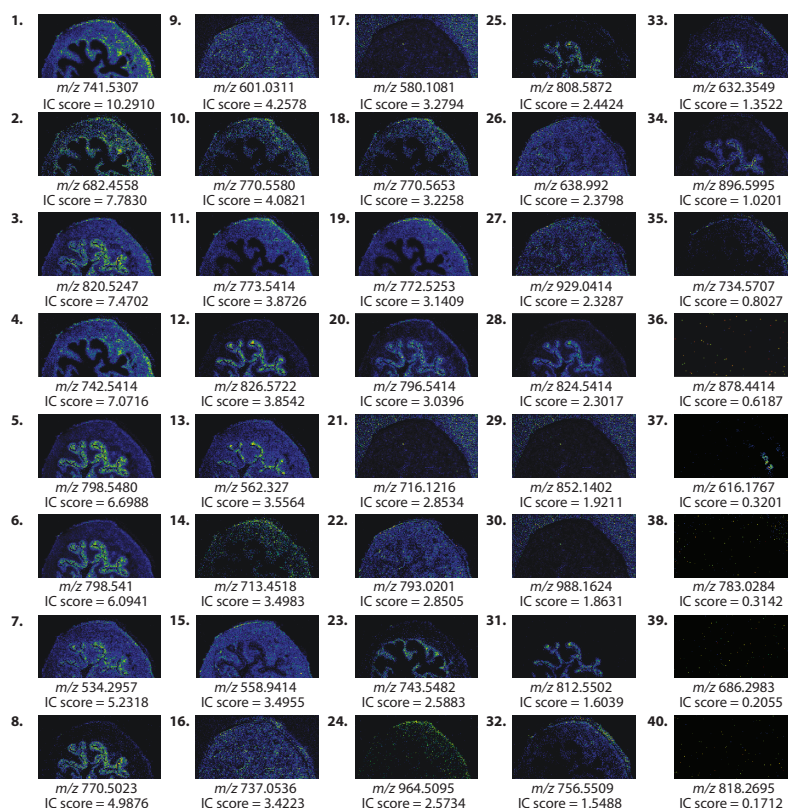 1.
m/z 741.5307
IC score = 10.2910
2.
m/z 682.4558
IC score = 7.7830
3.
m/z 820.5247
IC score = 7.4702
4.
m/z 742.5414
IC score = 7.0716
5.
m/z 798.5480
IC score = 6.6988
6.
m/z 798.541
IC score = 6.0941
7.
m/z 534.2957
IC score = 5.2318
8.
m/z 770.5023
IC score = 4.9876
9.
m/z 601.0311
IC score = 4.2578
10.
m/z 770.5580
IC score = 4.0821
11.
m/z 773.5414
IC score = 3.8726
12.
m/z 826.5722
IC score = 3.8542
13.
m/z 562.327
IC score = 3.5564
14.
m/z 713.4518
IC score = 3.4983
15.
m/z 558.9414
IC score = 3.4955
16.
m/z 737.0536
IC score = 3.4223
17.
m/z 580.1081
IC score = 3.2794
18.
m/z 770.5653
IC score = 3.2258
19.
m/z 772.5253
IC score = 3.1409
20.
m/z 796.5414
IC score = 3.0396
21.
m/z 716.1216
IC score = 2.8534
22.
m/z 793.0201
IC score = 2.8505
23.
m/z 743.5482
IC score = 2.5883
24.
m/z 964.5095
IC score = 2.5734
25.
m/z 808.5872
IC score = 2.4424
26.
m/z 638.992
IC score = 2.3798
27.
m/z 929.0414
IC score = 2.3287
28.
m/z 824.5414
IC score = 2.3017
29.
m/z 852.1402
IC score = 1.9211
30.
m/z 988.1624
IC score = 1.8631
31.
m/z 812.5502
IC score = 1.6039
32.
m/z 756.5509
IC score = 1.5488
33.
m/z 632.3549
IC score = 1.3522
34.
m/z 896.5995
IC score = 1.0201
35.
m/z 734.5707
IC score = 0.8027
36.
m/z 878.4414
IC score = 0.6187
37.
m/z 616.1767
IC score = 0.3201
38.
m/z 783.0284
IC score = 0.3142
39.
m/z 686.2983
IC score = 0.2055
40.
m/z 818.2695
IC score = 0.1712